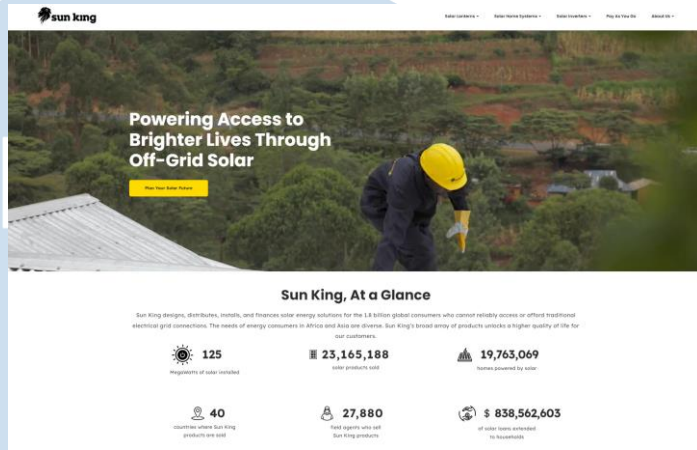 sun king
Solar Lanterns Solar Home Systems Solar Inverters Pay As You Go About Us
Powering Access to
Brighter Lives Through
Off-Grid Solar
Plan Your Solar Future
Sun King, At a Glance
Sun King designs, distributes, installs, and finances solar energy solutions for the 1.8 billion global consumers who cannot reliably access or afford traditional
electrical grid connections. The needs of energy consumers in Africa and Asia are diverse. Sun King's broad array of products unlocks a higher quality of life for
our customers.
125
MegaWatts of solar installed
23,165,188
solar products sold
19,763,069
homes powered by solar
40
countries where Sun King
products are sold
27,880
field agents who sell
Sun King products
$ 838,562,603
of solar loans extended
to households